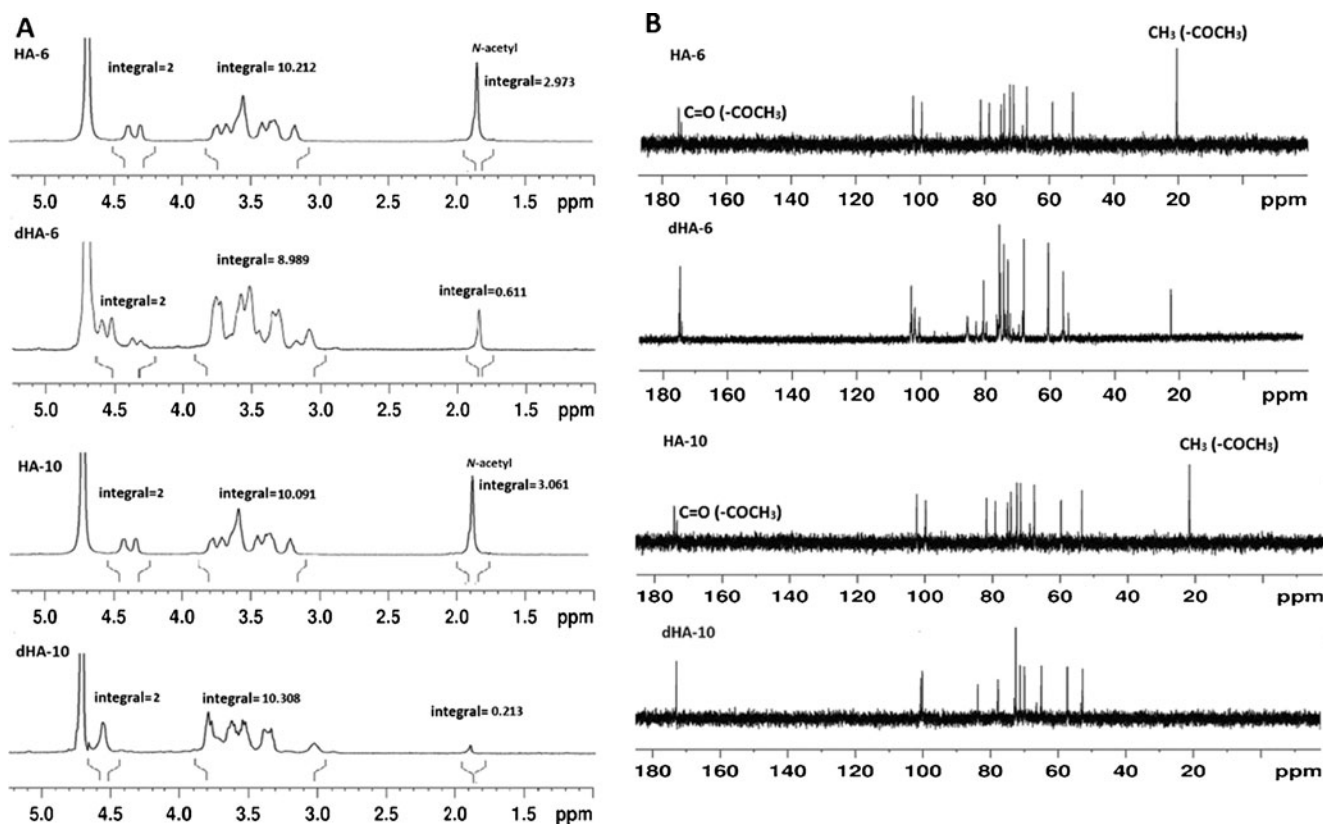 A
HA-6
integral=2
integral=10.212
N-acetyl
integral=2.973
5.0 4.5 4.0 3.5 3.0 2.5 2.0 1.5 ppm
dHA-6
integral=2
integral= 8.989
integral=0.611
5.0 4.5 4.0 3.5 3.0 2.5 2.0 1.5 ppm
HA-10
integral=2
integral=10.091
N-acetyl
integral=3.061
5.0 4.5 4.0 3.5 3.0 2.5 2.0 1.5 ppm
dHA-10
integral=2
integral=10.308
integral=0.213
5.0 4.5 4.0 3.5 3.0 2.5 2.0 1.5 ppm
B
HA-6
CH₃ (-COCH₃)
C=O (-COCH₃)
180 160 140 120 100 80 60 40 20 ppm
dHA-6
180 160 140 120 100 80 60 40 20 ppm
HA-10
CH₃ (-COCH₃)
C=O (-COCH₃)
180 160 140 120 100 80 60 40 20 ppm
dHA-10
180 160 140 120 100 80 60 40 20 ppm